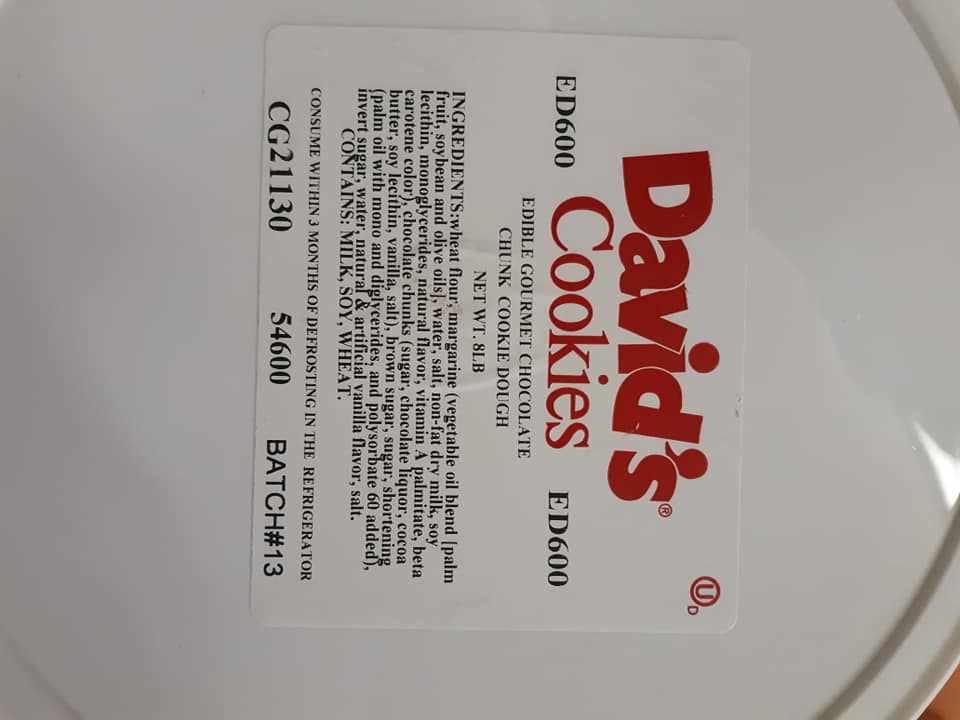 U D
David's®
Cookies
ED600 ED600
EDIBLE GOURMET CHOCOLATE
CHUNK COOKIE DOUGH
NET WT. 8LB
INGREDIENTS:wheat flour, margarine (vegetable oil blend [palm
fruit, soybean and olive oils], water, salt, non-fat dry milk, soy
lecithin, monoglycerides, natural flavor, vitamin A palmitate, beta
carotene color), chocolate chunks (sugar, chocolate liquor, cocoa
butter, soy lecithin, vanilla, salt), brown sugar, sugar, shortening
(palm oil with mono and diglycerides, and polysorbate 60 added),
invert sugar, water, natural & artificial vanilla flavor, salt.
CONTAINS: MILK, SOY, WHEAT.
CONSUME WITHIN 3 MONTHS OF DEFROSTING IN THE REFRIGERATOR
CG21130 54600 BATCH#13